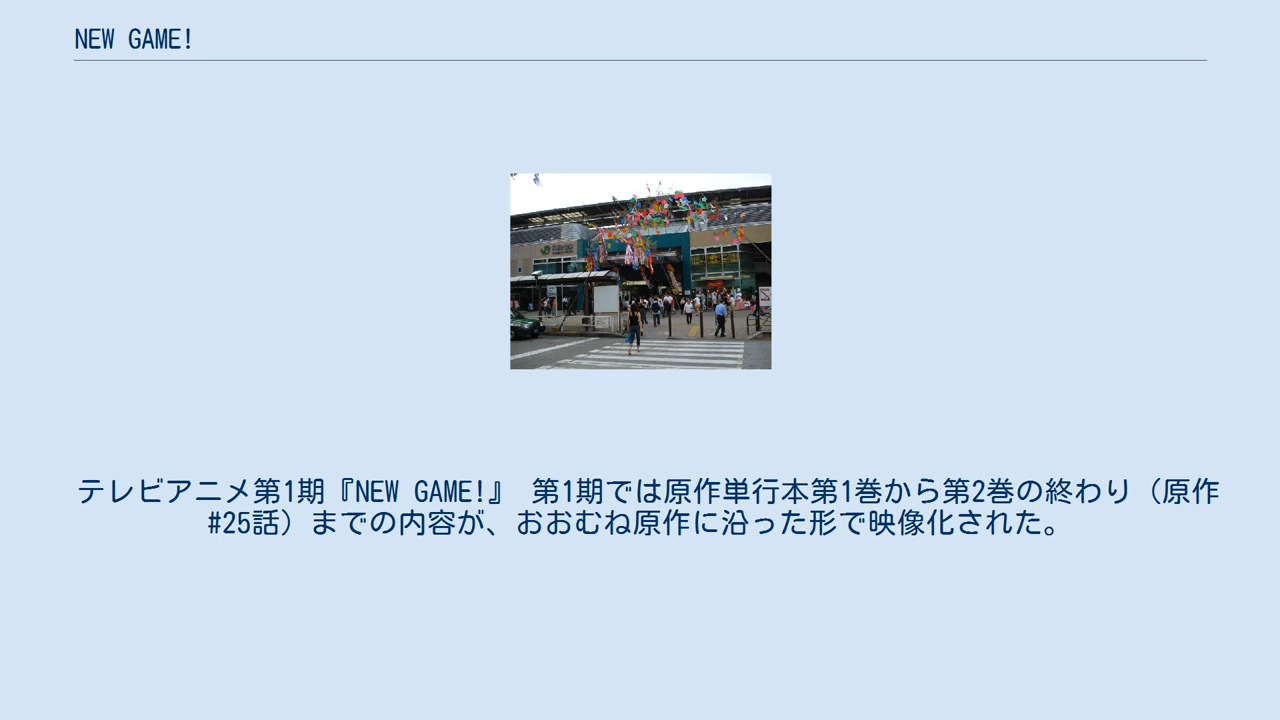 NEW GAME!
テレビアニメ第1期『NEW GAME!』 第1期では原作単行本第1巻から第2巻の終わり（原作
#25話）までの内容が、おおむね原作に沿った形で映像化された。